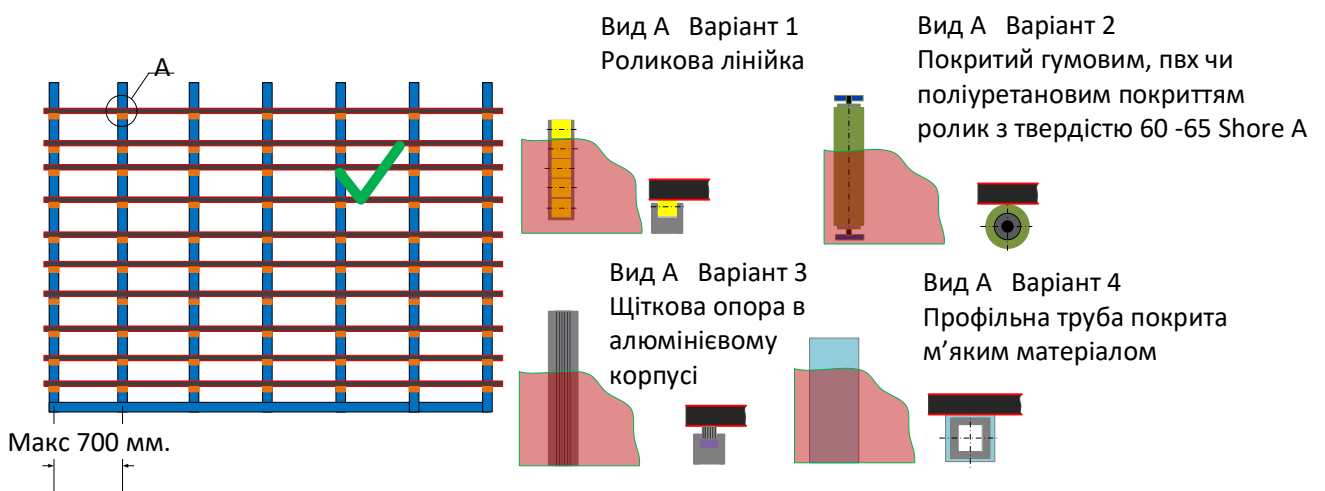 А
Макс 700 мм.
Вид А Варіант 1
Роликова лінійка
Вид А Варіант 2
Покритий гумовим, пвх чи
поліуретановим покриттям
ролик з твердістю 60 -65 Shore A
Вид А Варіант 3
Щіткова опора в
алюмінієвому
корпусі
Вид А Варіант 4
Профільна труба покрита
м’яким матеріалом